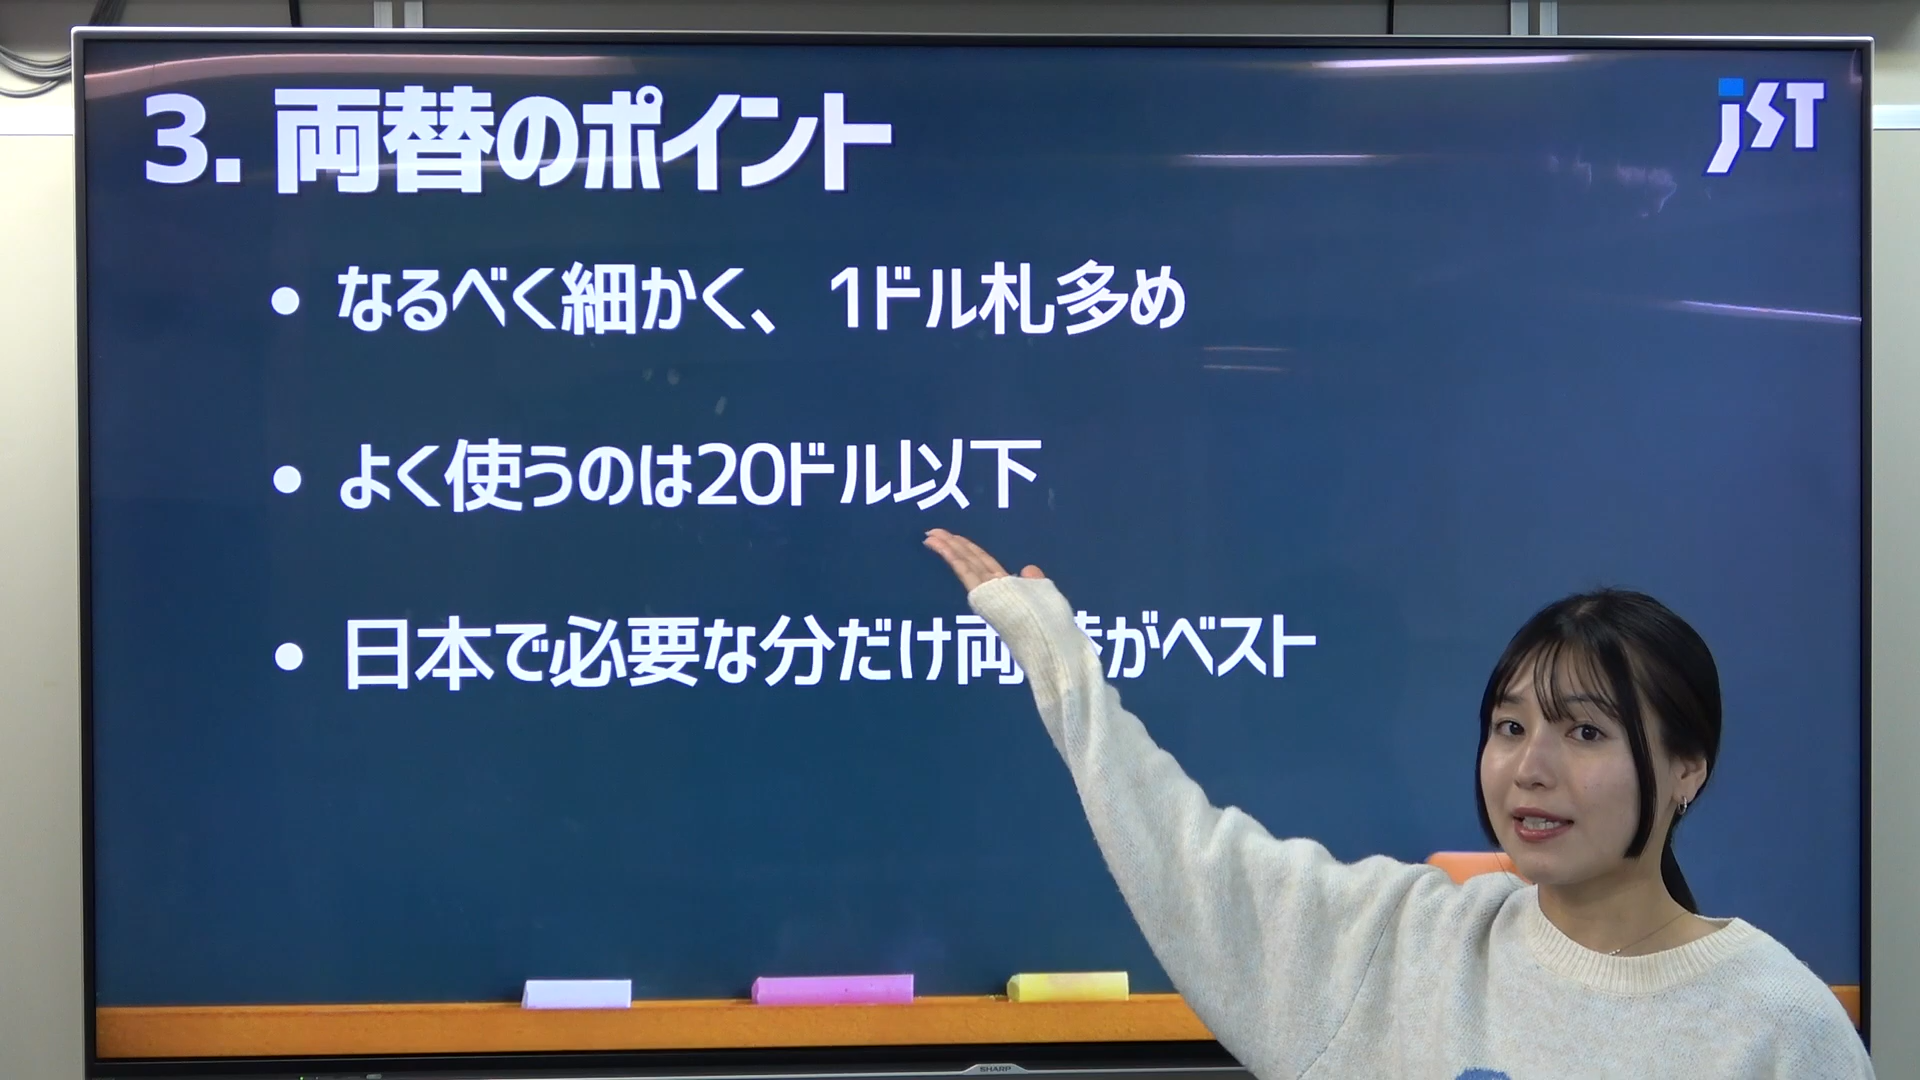 3. 両替のポイント
jST
• なるべく細かく、1ドル札多め
• よく使うのは20ドル以下
• 日本で必要な分だけ両替がベスト
SHARP